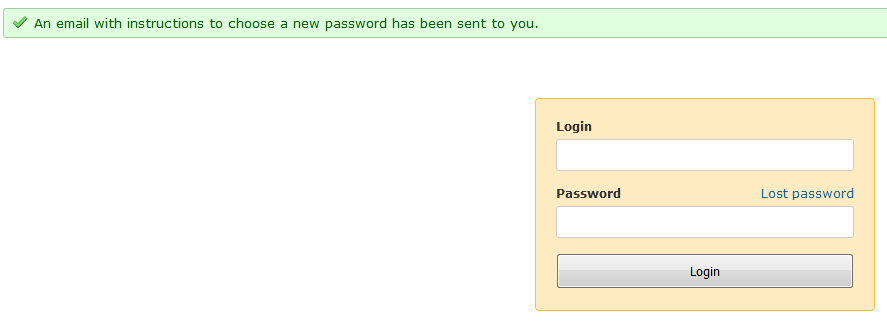 An email with instructions to choose a new password has been sent to you.
Login
Password Lost password
Login